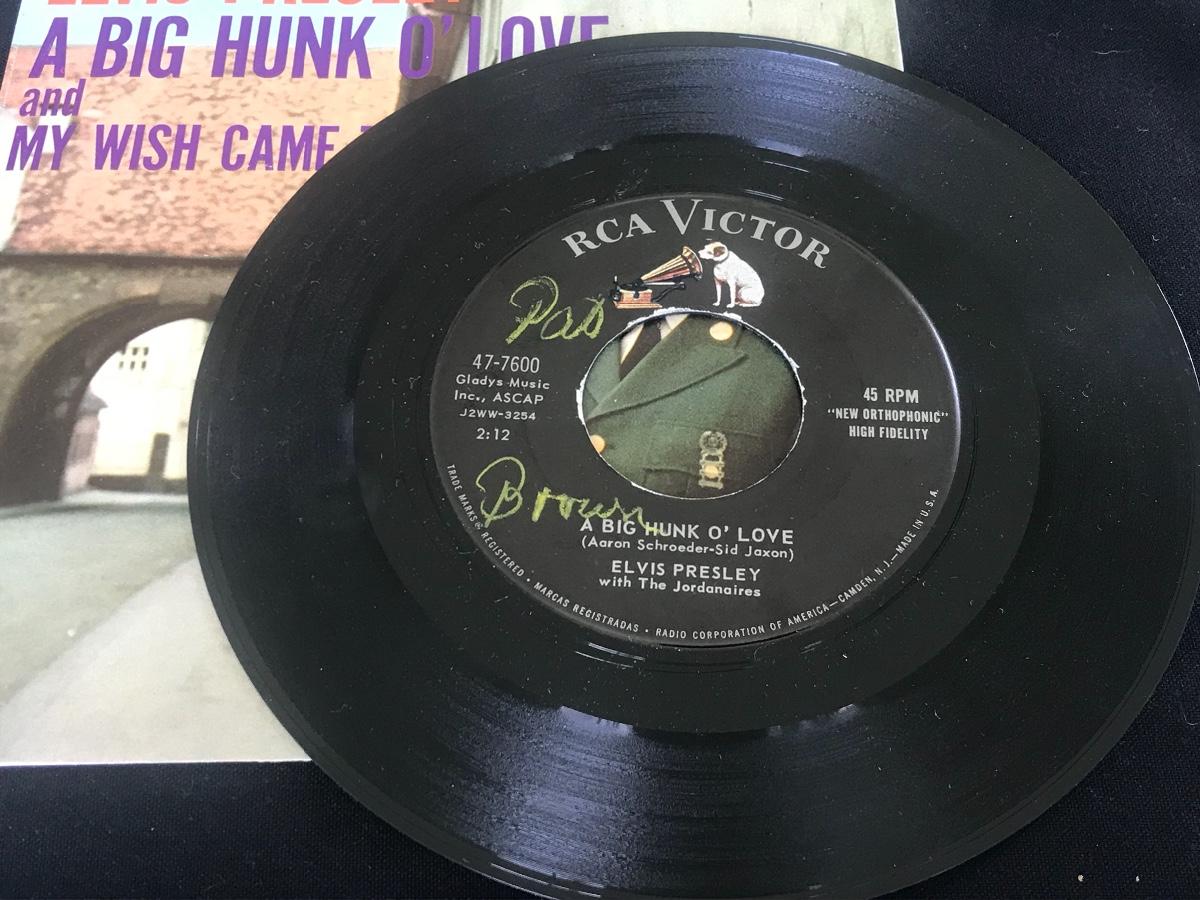 ELVIS PRESLEY
A BIG HUNK O' LOVE
and
MY WISH CAME
RCA VICTOR
Pat
47-7600
Gladys Music
Inc., ASCAP
J2WW-3254
2:12
45 RPM
"NEW ORTHOPHONIC"
HIGH FIDELITY
Brown
A BIG HUNK O' LOVE
(Aaron Schroeder-Sid Jaxon)
ELVIS PRESLEY
with The Jordanaires
TRADE MARKS ® REGISTERED • MARCAS REGISTRADAS • RADIO CORPORATION OF AMERICA—CAMDEN, N.J.—MADE IN U.S.A.